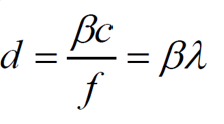 d = βc/f = βλ